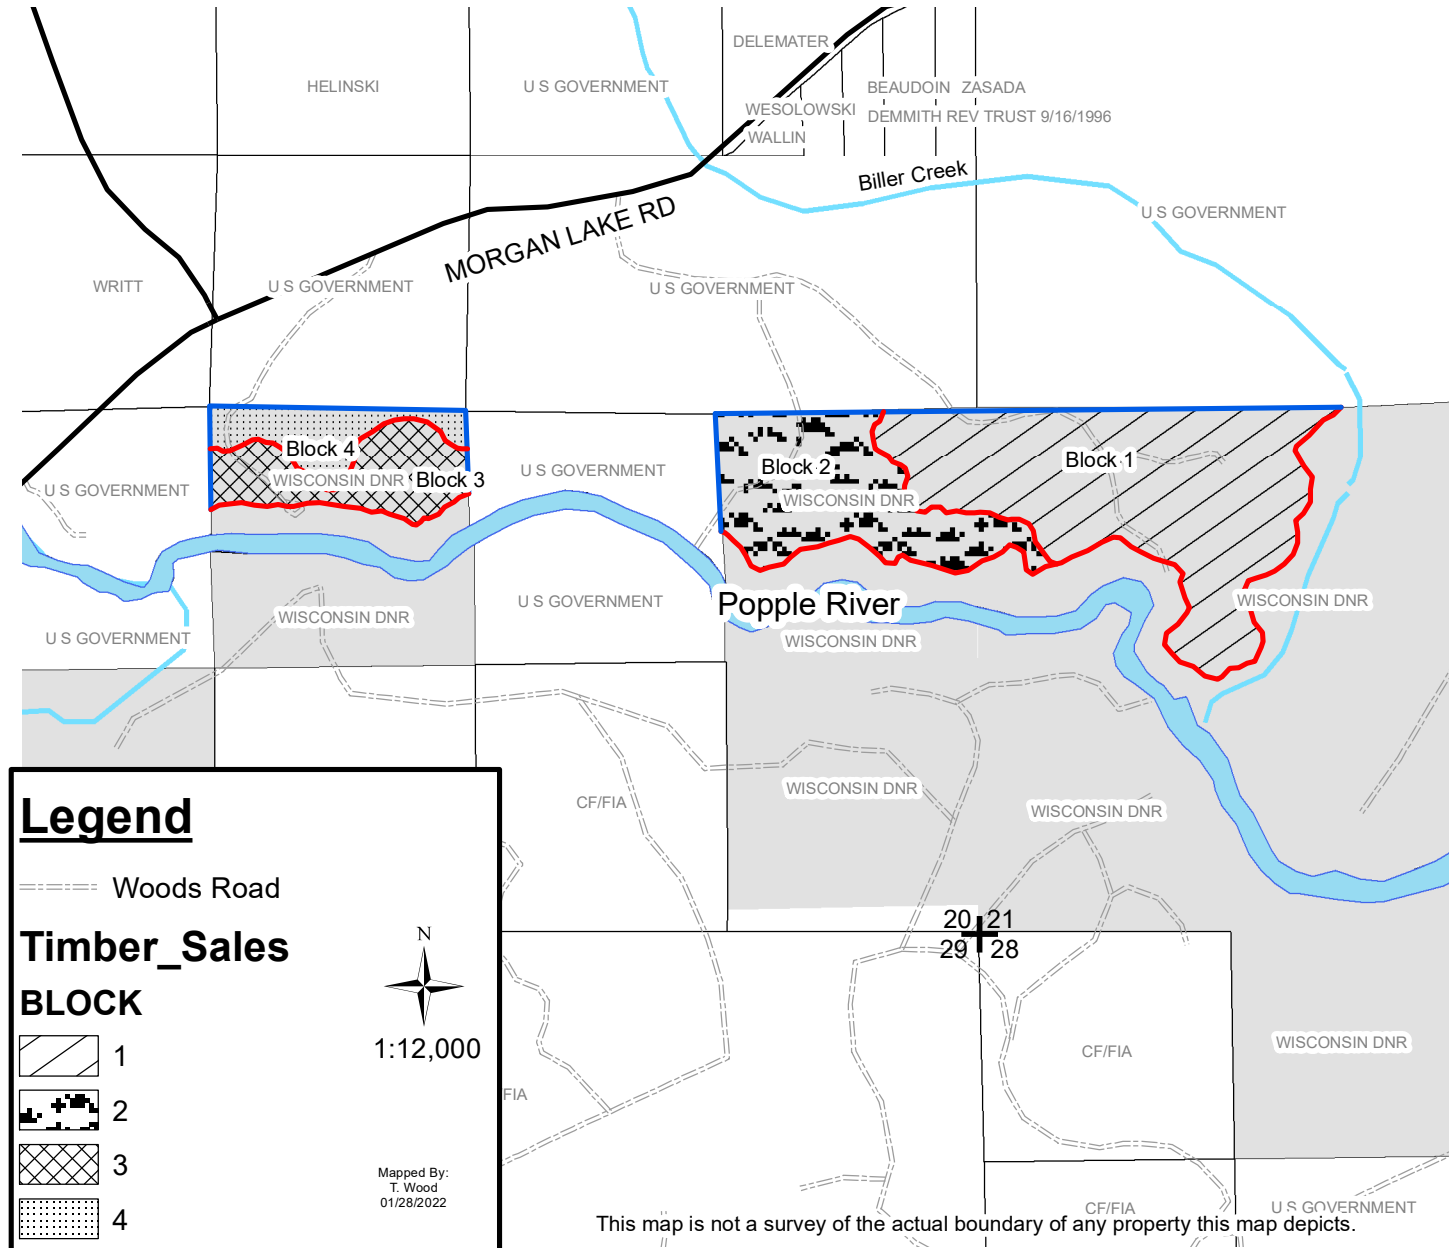 DELEMATER
HELINSKI
U S GOVERNMENT
BEAUDOIN ZASADA
WESOLOWSKI
DEMMITH REV TRUST 9/16/1996
WALLIN
Biller Creek
U S GOVERNMENT
MORGAN LAKE RD
WRITT
U S GOVERNMENT
U S GOVERNMENT
Block 4
Block 3
WISCONSIN DNR
U S GOVERNMENT
U S GOVERNMENT
Block 2
Block 1
WISCONSIN DNR
U S GOVERNMENT
Popple River
WISCONSIN DNR
WISCONSIN DNR
U S GOVERNMENT
WISCONSIN DNR
WISCONSIN DNR
CF/FIA
WISCONSIN DNR
20 21
29 28
CF/FIA
WISCONSIN DNR
FIA
CF/FIA
U S GOVERNMENT
Legend
Woods Road
Timber_Sales
BLOCK
1
2
3
4
N
1:12,000
Mapped By:
T. Wood
01/28/2022
This map is not a survey of the actual boundary of any property this map depicts.